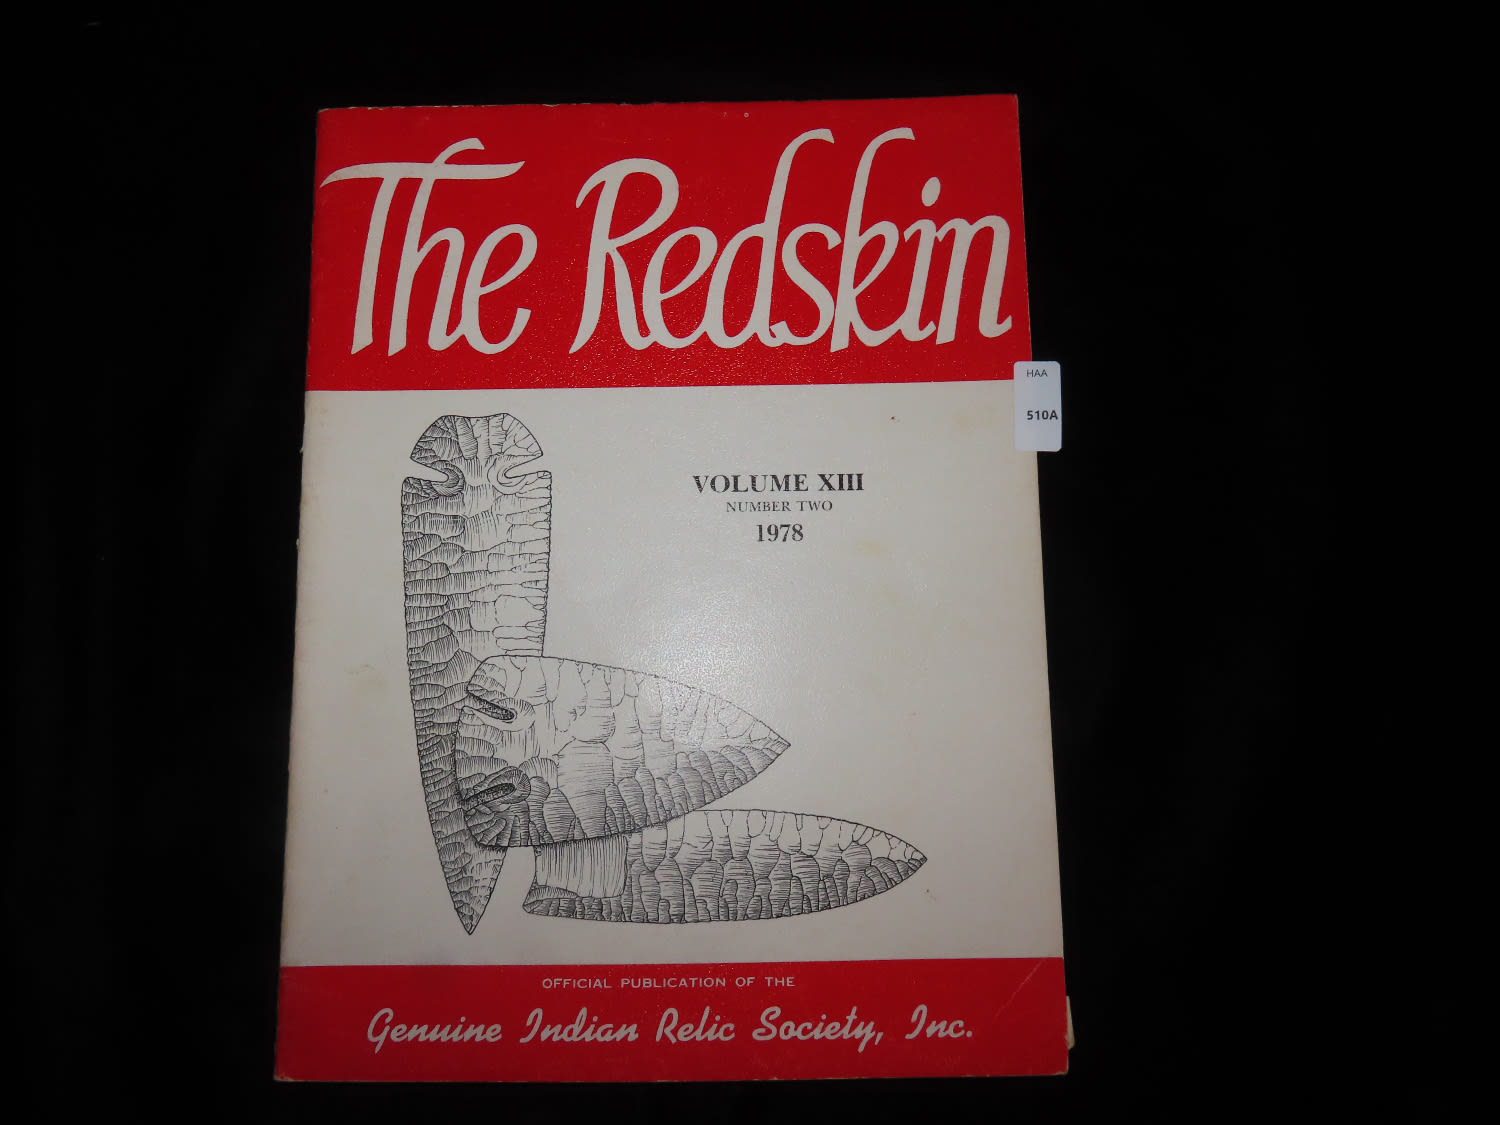 The Redskin
HAA
510A
VOLUME XIII
NUMBER TWO
1978
OFFICIAL PUBLICATION OF THE
Genuine Indian Relic Society, Inc.